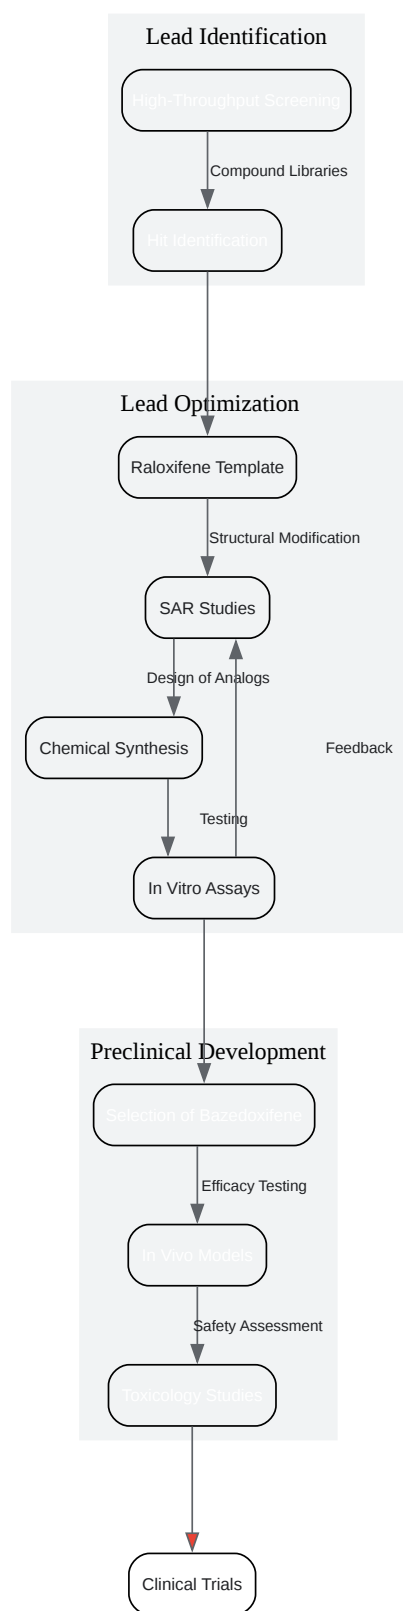 Lead Identification
High-Throughput Screening
Compound Libraries
Hit Identification
Lead Optimization
Raloxifene Template
Structural Modification
SAR Studies
Design of Analogs
Chemical Synthesis
Feedback
Testing
In Vitro Assays
Preclinical Development
Selection of Bazedoxifene
Efficacy Testing
In Vivo Models
Safety Assessment
Toxicology Studies
Clinical Trials